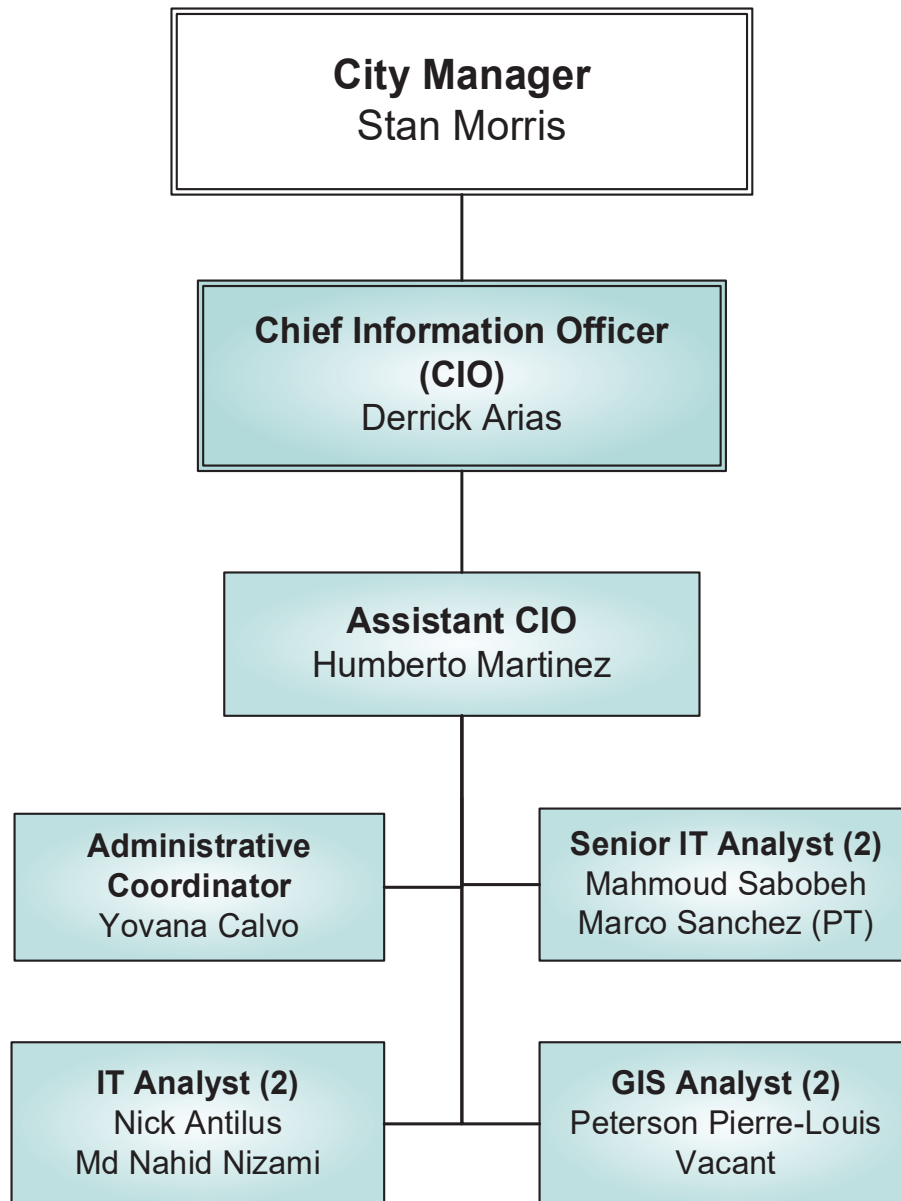 City Manager
Stan Morris
Chief Information Officer
(CIO)
Derrick Arias
Assistant CIO
Humberto Martinez
Administrative
Coordinator
Yovana Calvo
Senior IT Analyst (2)
Mahmoud Sabobeh
Marco Sanchez (PT)
IT Analyst (2)
Nick Antilus
Md Nahid Nizami
GIS Analyst (2)
Peterson Pierre-Louis
Vacant